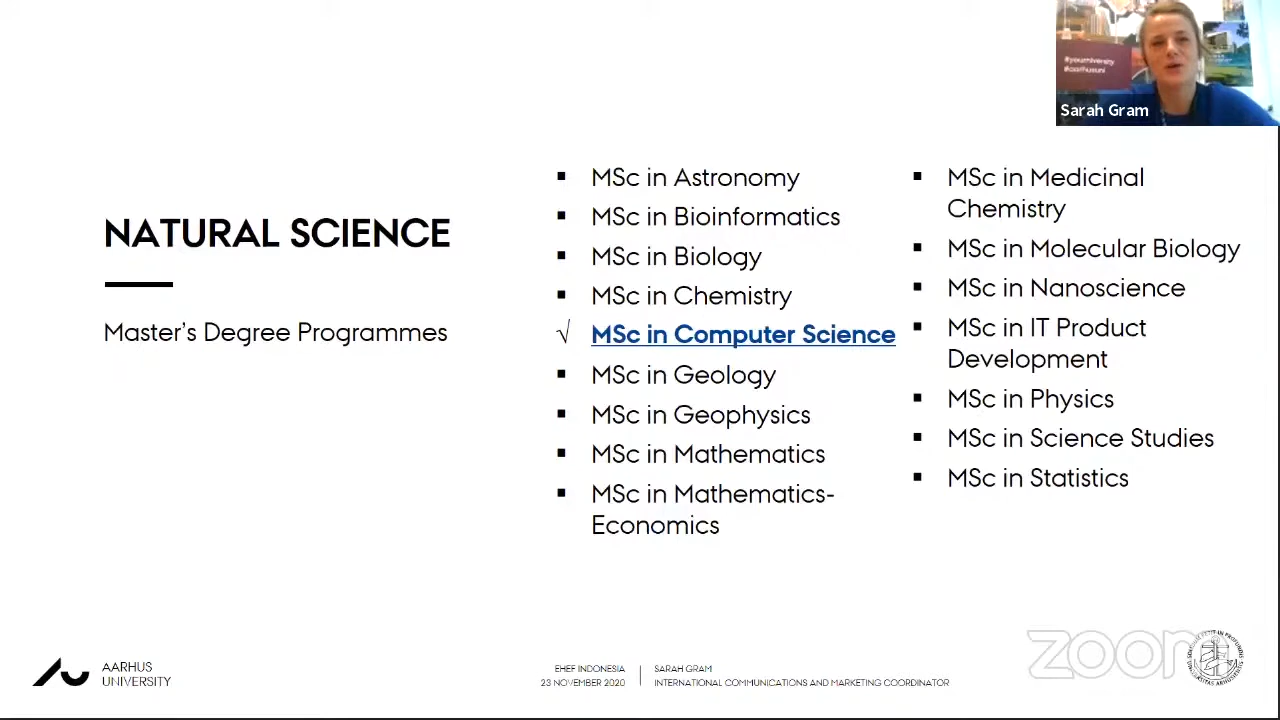 #youruniversity
#aarhusuni
Sarah Gram
NATURAL SCIENCE
Master's Degree Programmes
▪ MSc in Astronomy
▪ MSc in Bioinformatics
▪ MSc in Biology
▪ MSc in Chemistry
√ MSc in Computer Science
▪ MSc in Geology
▪ MSc in Geophysics
▪ MSc in Mathematics
▪ MSc in Mathematics-
Economics
▪ MSc in Medicinal
Chemistry
▪ MSc in Molecular Biology
▪ MSc in Nanoscience
▪ MSc in IT Product
Development
▪ MSc in Physics
▪ MSc in Science Studies
▪ MSc in Statistics
AARHUS
UNIVERSITY
EHEF INDONESIA
23 NOVEMBER 2020
SARAH GRAM
INTERNATIONAL COMMUNICATIONS AND MARKETING COORDINATOR
zoom